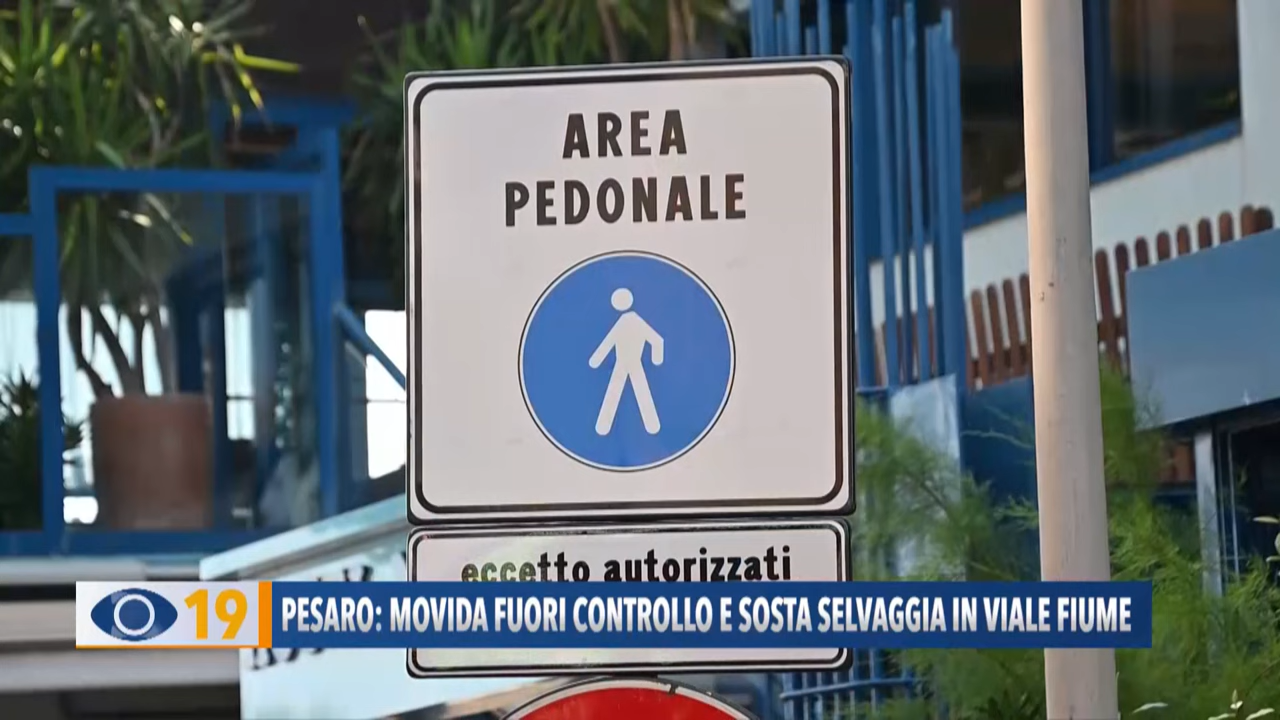 AREA
PEDONALE
eccetto autorizzati
19
PESARO: MOVIDA FUORI CONTROLLO E SOSTA SELVAGGIA IN VIALE FIUME